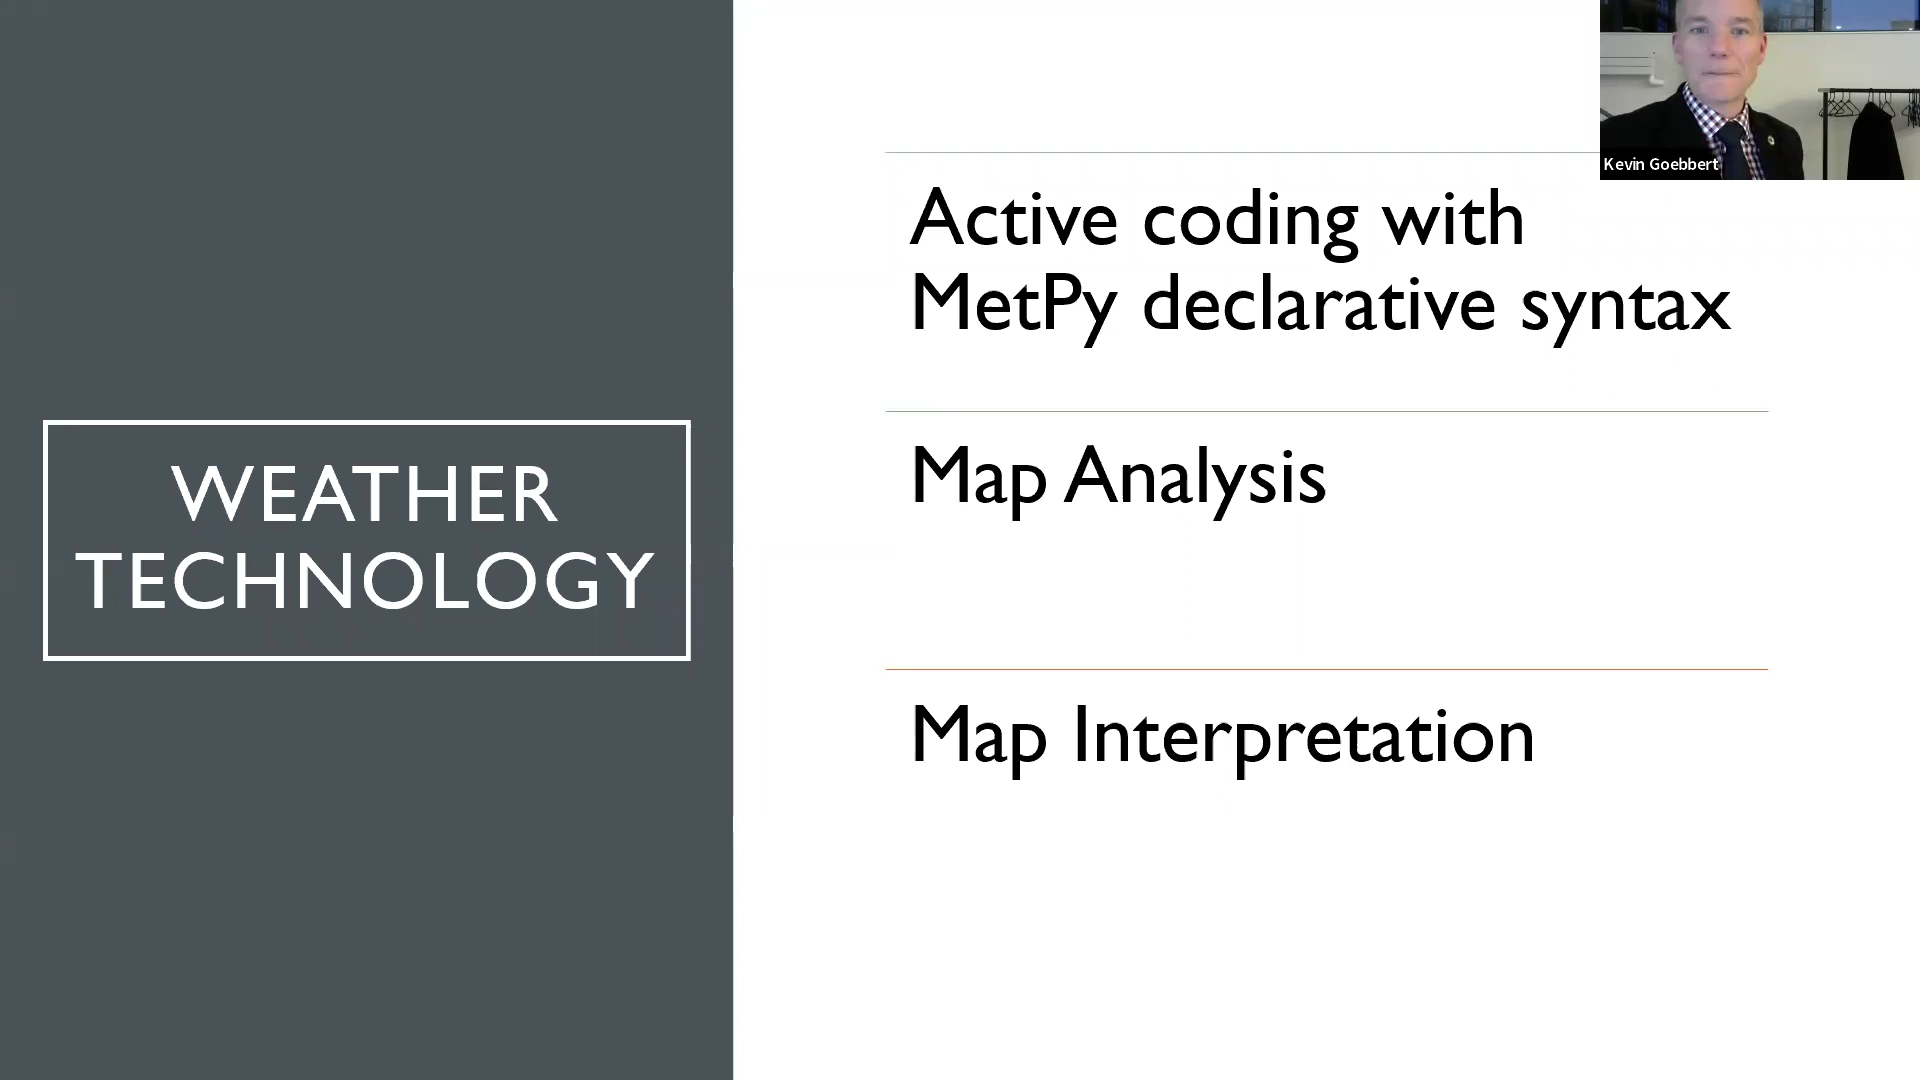 WEATHER
TECHNOLOGY
Active coding with
MetPy declarative syntax
Map Analysis
Map Interpretation
Kevin Goebbert